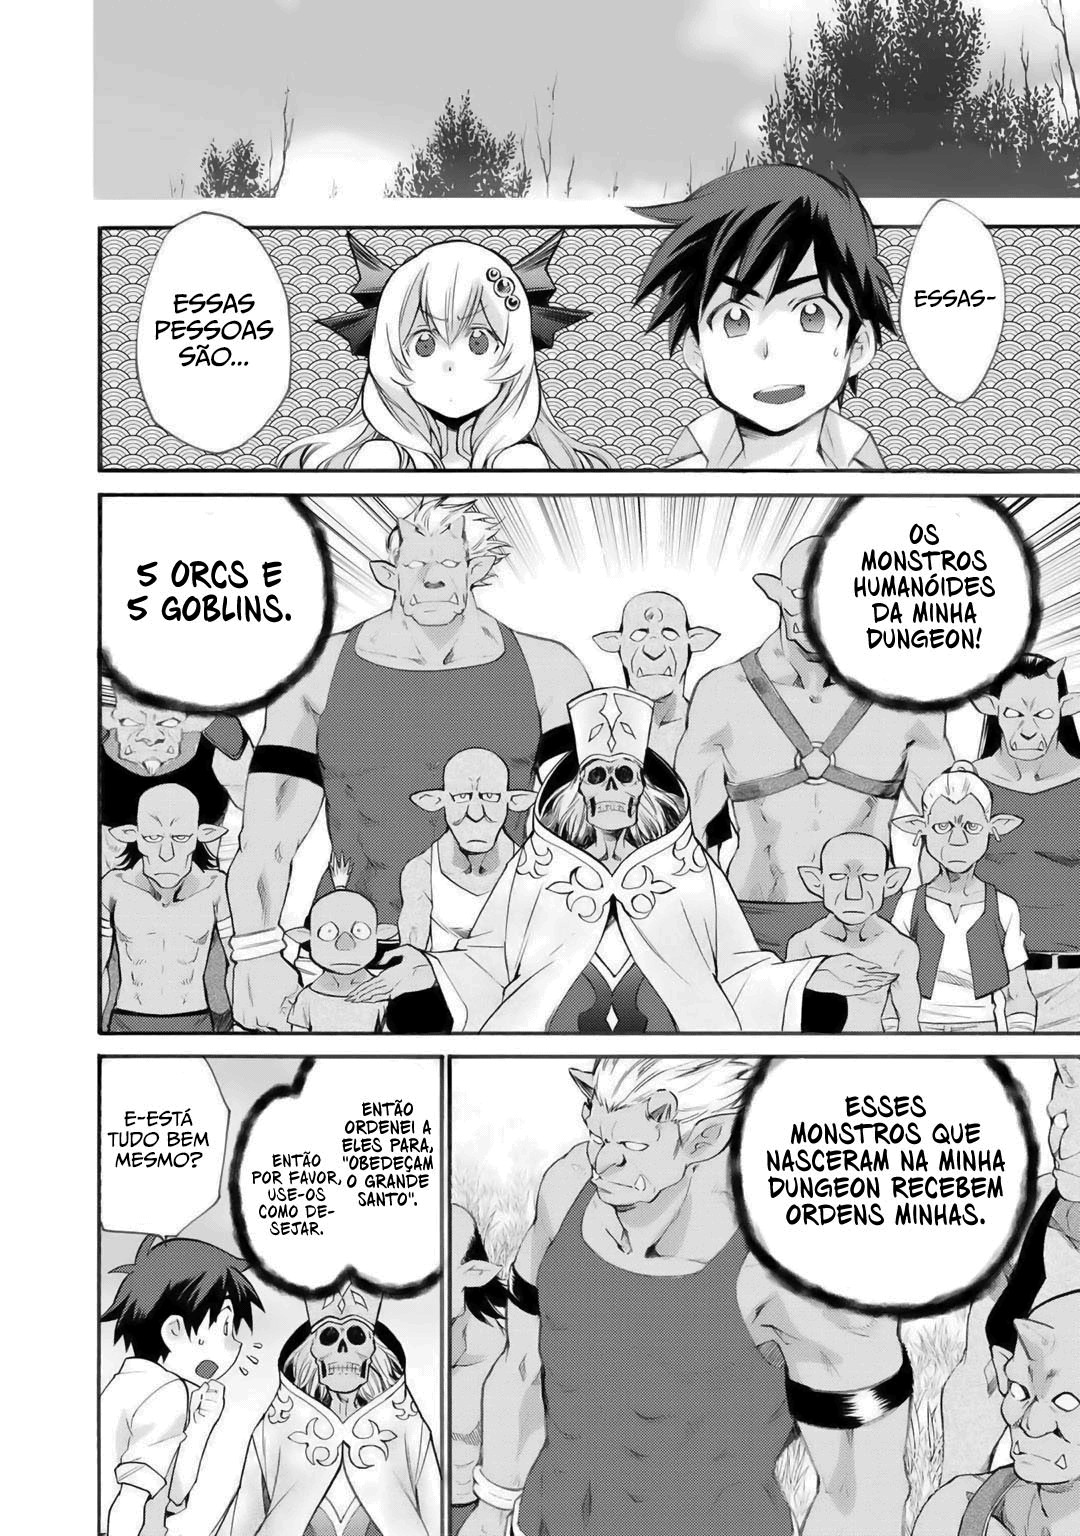 ESSAS-
ESSAS
PESSOAS
SÃO...
OS
MONSTROS
HUMANÓIDES
DA MINHA
DUNGEON!
5 ORCS E
5 GOBLINS.
ESSES
MONSTROS QUE
NASCERAM NA MINHA
DUNGEON RECEBEM
ORDENS MINHAS.
ENTÃO
ORDENEI A
ELES PARA,
"OBEDEÇAM
O GRANDE
SANTO".
ENTÃO
POR FAVOR,
USE-OS
COMO DE-
SEJAR.
E-ESTÁ
TUDO BEM
MESMO?